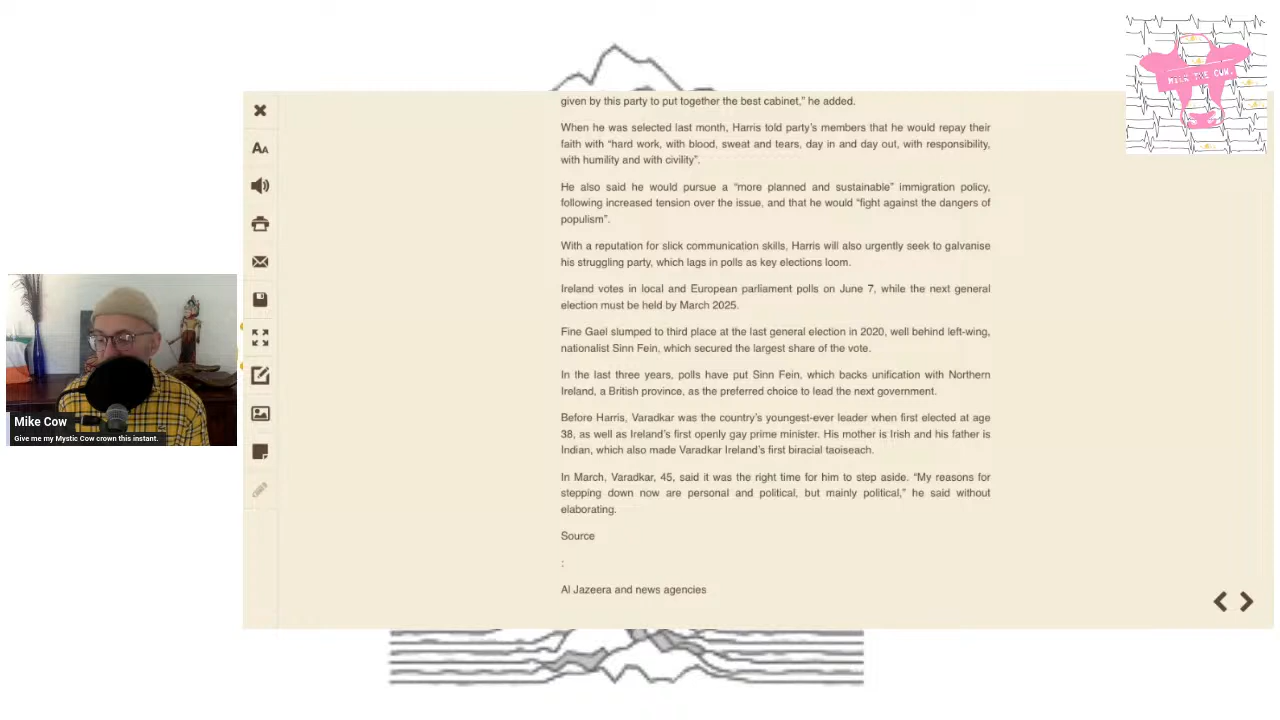 given by this party to put together the best cabinet,” he added.
When he was selected last month, Harris told party’s members that he would repay their
faith with “hard work, with blood, sweat and tears, day in and day out, with responsibility,
with humility and with civility”.
He also said he would pursue a “more planned and sustainable” immigration policy,
following increased tension over the issue, and that he would “fight against the dangers of
populism”.
With a reputation for slick communication skills, Harris will also urgently seek to galvanise
his struggling party, which lags in polls as key elections loom.
Ireland votes in local and European parliament polls on June 7, while the next general
election must be held by March 2025.
Fine Gael slumped to third place at the last general election in 2020, well behind left-wing,
nationalist Sinn Fein, which secured the largest share of the vote.
In the last three years, polls have put Sinn Fein, which backs unification with Northern
Ireland, a British province, as the preferred choice to lead the next government.
Before Harris, Varadkar was the country’s youngest-ever leader when first elected at age
38, as well as Ireland’s first openly gay prime minister. His mother is Irish and his father is
Indian, which also made Varadkar Ireland’s first biracial taoiseach.
In March, Varadkar, 45, said it was the right time for him to step aside. “My reasons for
stepping down now are personal and political, but mainly political,” he said without
elaborating.
Source
:
Al Jazeera and news agencies
AA
Mike Cow
Give me my Mystic Cow crown this instant.
MILK THE COW.